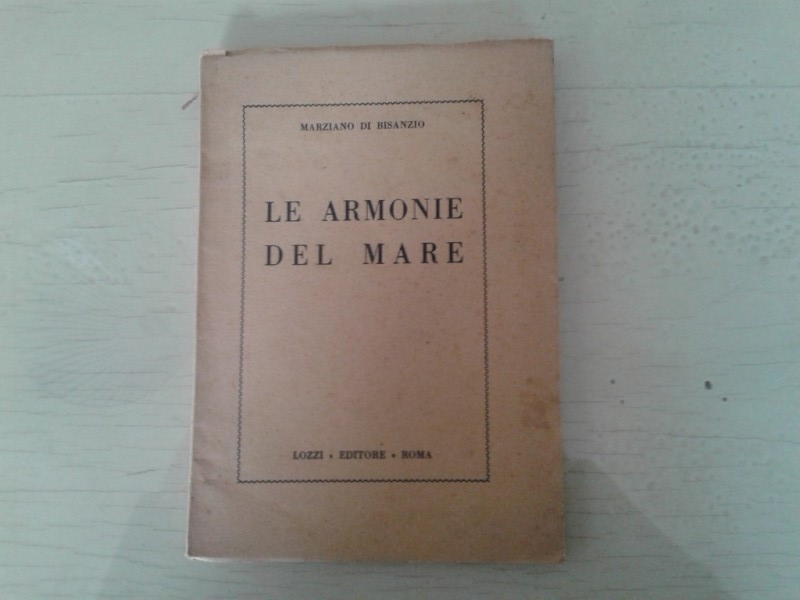 MARZIANO DI BISANZIO
LE ARMONIE
DEL MARE
LOZZI • EDITORE • ROMA